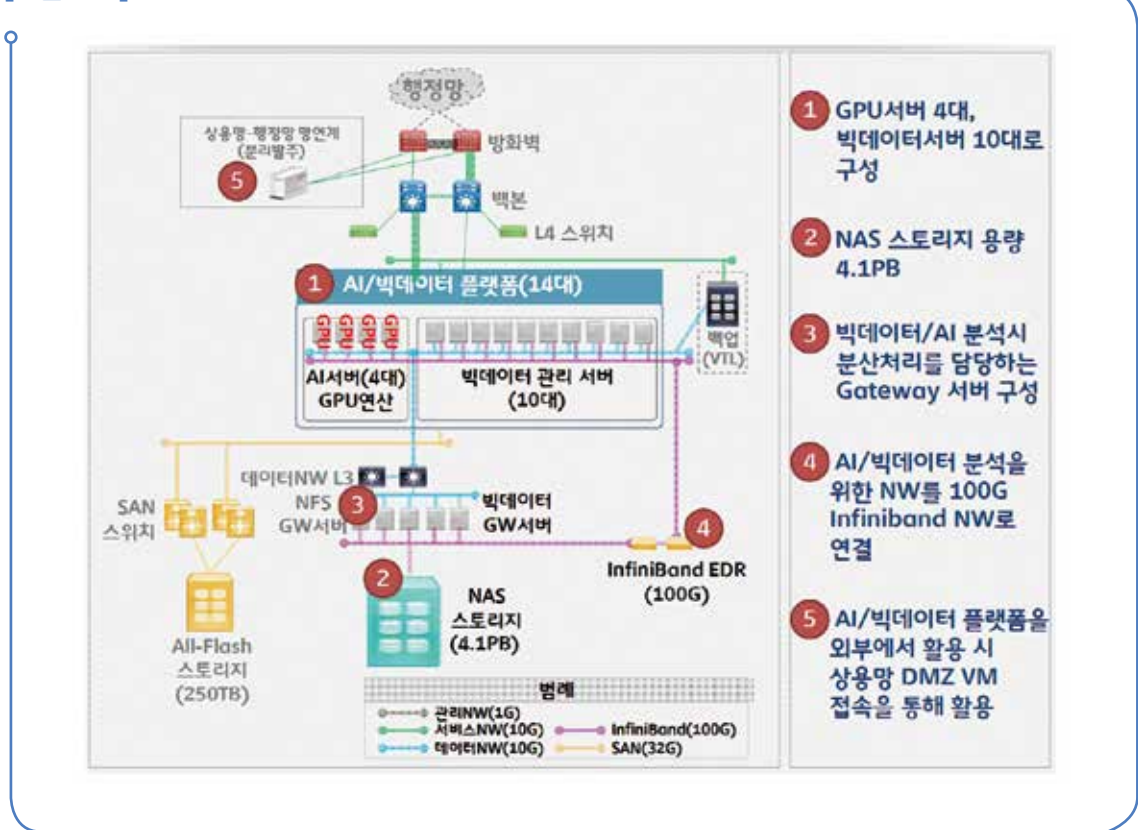 행정망
상용망-행정망 망연계
(분리발주)
5
방화벽
백본
L4 스위치
1 AI/빅데이터 플랫폼(14대)
GPU GPU GPU GPU
AI서버(4대)
GPU연산
빅데이터 관리 서버
(10대)
백업
(VTL)
데이터NW L3
SAN
스위치
NFS
GW서버
3
빅데이터
GW서버
4
InfiniBand EDR
(100G)
2
NAS
스토리지
(4.1PB)
All-Flash
스토리지
(250TB)
범례
관리NW(1G)
서비스NW(10G)
InfiniBand(100G)
데이터NW(10G)
SAN(32G)
1 GPU서버 4대,
빅데이터서버 10대로
구성
2 NAS 스토리지 용량
4.1PB
3 빅데이터/AI 분석시
분산처리를 담당하는
Gateway 서버 구성
4 AI/빅데이터 분석을
위한 NW를 100G
Infiniband NW로
연결
5 AI/빅데이터 플랫폼을
외부에서 활용 시
상용망 DMZ VM
접속을 통해 활용